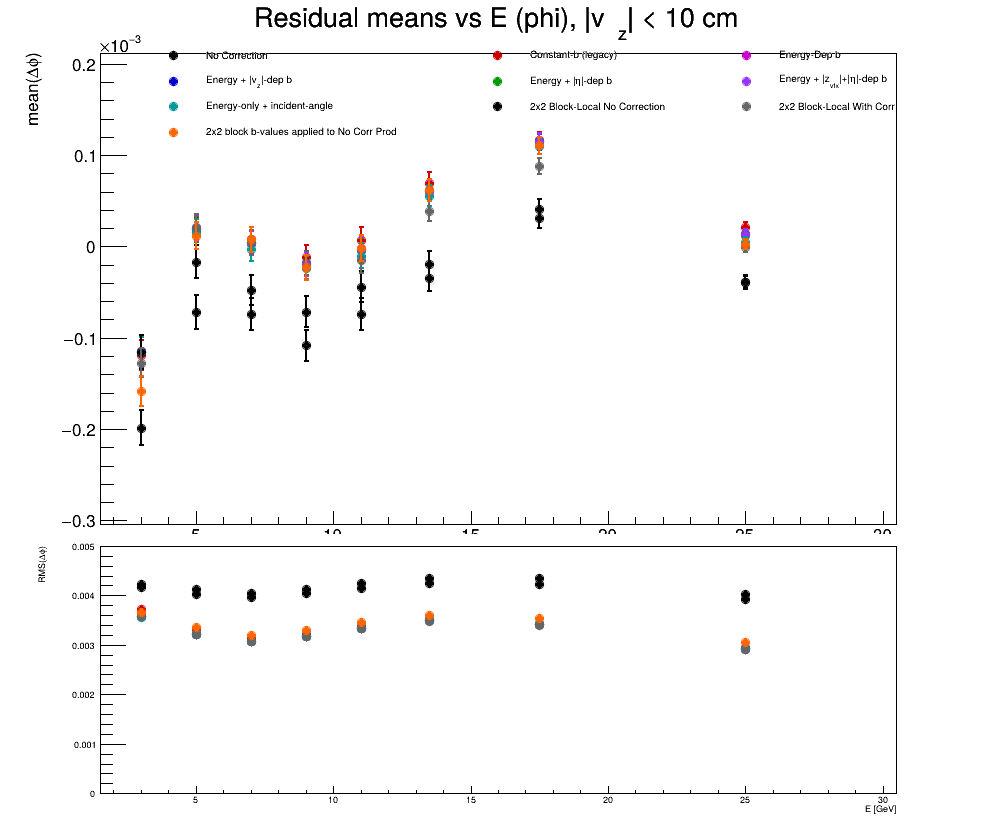 Residual means vs E (phi), |v z| < 10 cm
×10−3
mean(Δϕ)
No Correction
Constant-b (legacy)
Energy-Dep b
Energy + |vz|-dep b
Energy + |η|-dep b
Energy + |zvtx|+|η|-dep b
Energy-only + incident-angle
2x2 Block-Local No Correction
2x2 Block-Local With Corr
2x2 block b-values applied to No Corr Prod
0.2
0.1
0
−0.1
−0.2
−0.3
5 10 15 20 25 30
RMS(Δϕ)
0.005
0.004
0.003
0.002
0.001
0
5 10 15 20 25 30
E [GeV]